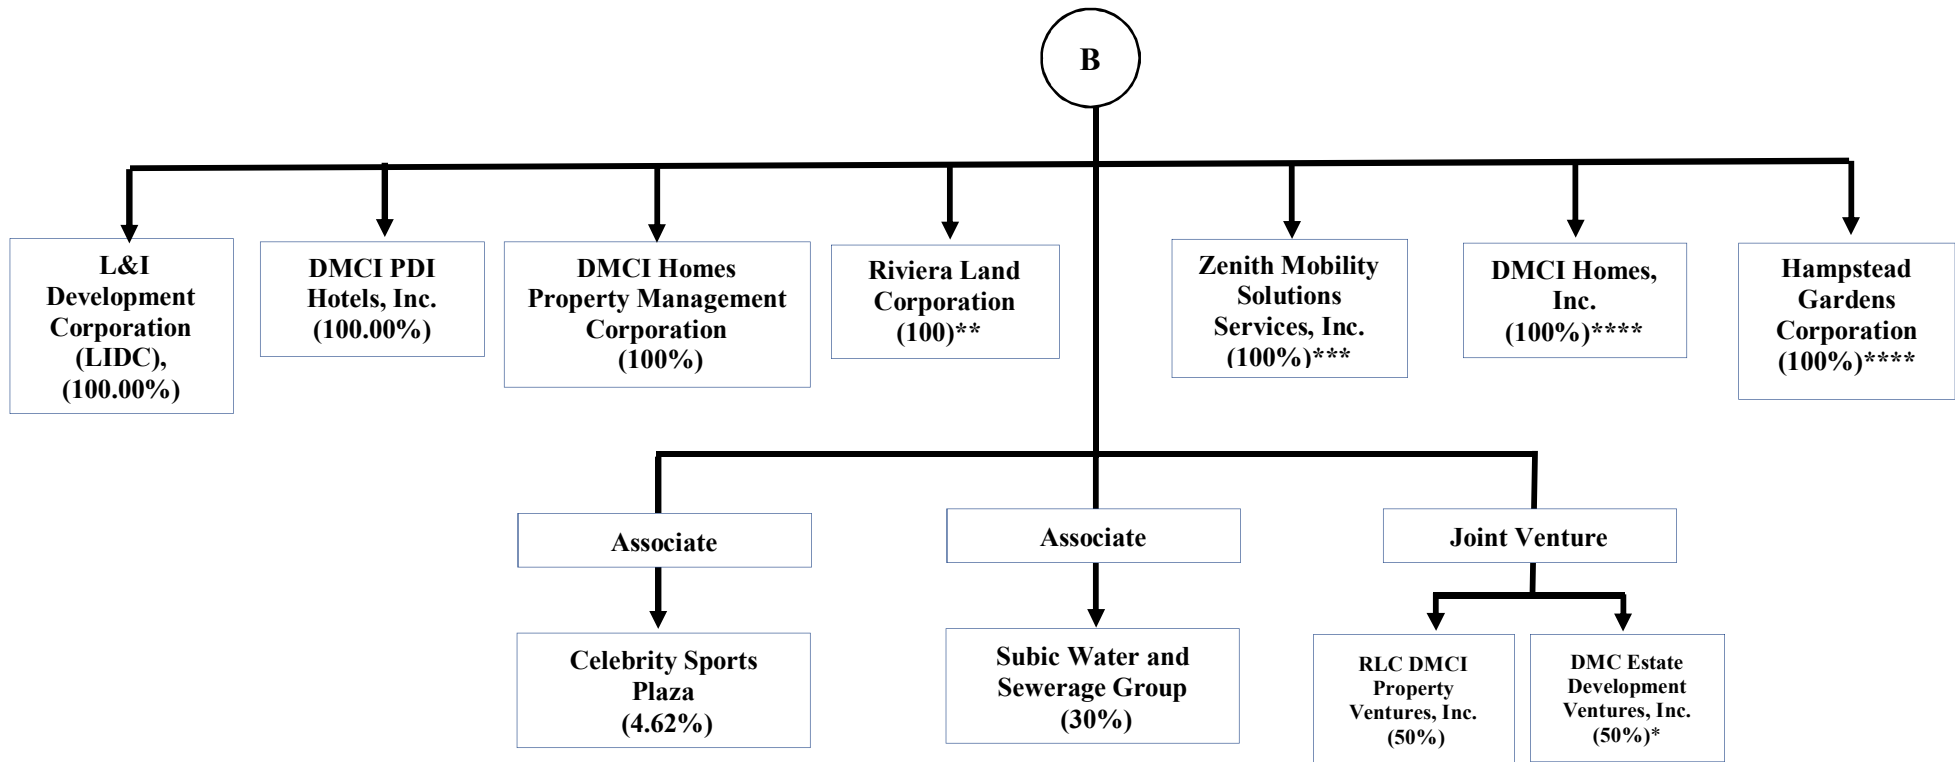 B
L&I
Development
Corporation
(LIDC),
(100.00%)
DMCI PDI
Hotels, Inc.
(100.00%)
DMCI Homes
Property Management
Corporation
(100%)
Riviera Land
Corporation
(100)**
Zenith Mobility
Solutions
Services, Inc.
(100%)***
DMCI Homes,
Inc.
(100%)****
Hampstead
Gardens
Corporation
(100%)****
Associate
Associate
Joint Venture
Celebrity Sports
Plaza
(4.62%)
Subic Water and
Sewerage Group
(30%)
RLC DMCI
Property
Ventures, Inc.
(50%)
DMC Estate
Development
Ventures, Inc.
(50%)*